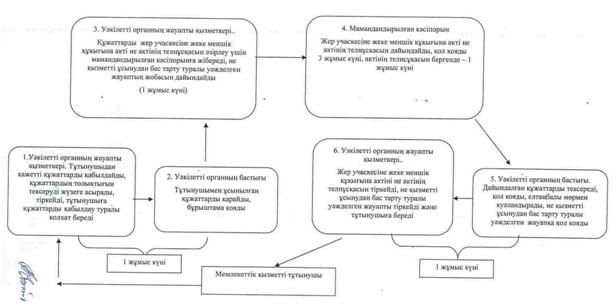 3. Уәкілетті органның жауапты қызметкері..
Құжаттарды жер учаскесіне жеке меншік
құқығына акті не актінің телнұсқасын әзірлеу үшін
мамандандырылған кәсіпорынға жібереді, не
қызметті ұсынудан бас тарту туралы уәжделген
жауаптың жобасын дайындайды
(1 жұмыс күні)
4. Мамандандырылған кәсіпорын
Жер учаскесіне жеке меншік құқығына акті не
актінің телнұсқасын дайындайды, қол қояды
3 жұмыс күні, актінің телнұсқасын бергенде – 1
жұмыс күні
1.Уәкілетті органның жауапты
қызметкері. Тұтынушыдан
қажетті құжаттарды қабылдайды,
құжаттардың толықтығын
тексеруді жүзеге асырады,
тіркейді, тұтынушыға
құжаттарды қабылдау туралы
қолхат береді
2. Уәкілетті органның бастығы
Тұтынушымен ұсынылған
құжаттарды қарайды,
бұрыштама қояды
6. Уәкілетті органның жауапты
қызметкері..
Жер учаскесіне жеке меншік
құқығына актіні не актінің
телнұсқасын тіркейді, не қызметті
ұсынудан бас тарту туралы
уәжделген жауапты тіркейді және
тұтынушыға береді
5. Уәкілетті органның бастығы.
Дайындалған құжаттарды тексереді,
қол қояды, елтаңбалы мөрмен
куәландырады, не қызметті
ұсынудан бас тарту туралы
уәжделген жауапқа қол қояды
1 жұмыс күні
1 жұмыс күні
Мемлекеттік қызметті тұтынушы